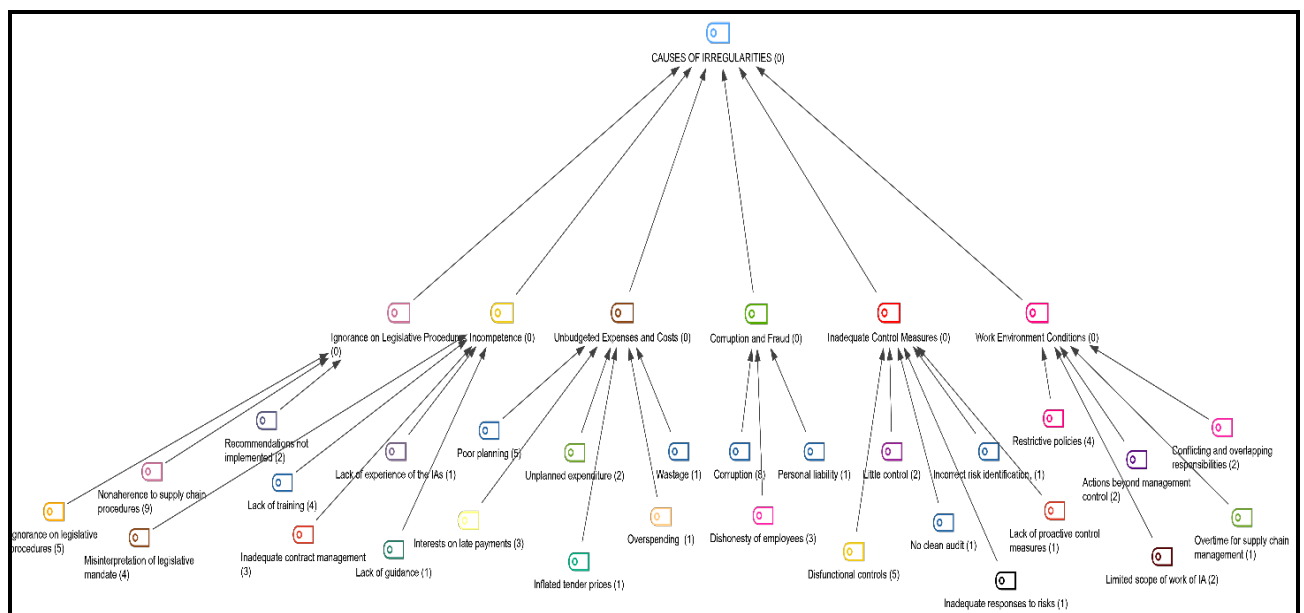 CAUSES OF IRREGULARITIES (0)
Ignorance on Legislative Procedures
(0)
Incompetence (0)
Unbudgeted Expenses and Costs (0)
Corruption and Fraud (0)
Inadequate Control Measures (0)
Work Environment Conditions (0)
Recommendations not
implemented (2)
Nonaherence to supply chain
procedures (9)
gnorance on legislative
procedures (5)
Misinterpretation of legislative
mandate (4)
Lack of training (4)
Lack of experience of the IAs (1)
Inadequate contract management
(3)
Lack of guidance (1)
Poor planning (5)
Interests on late payments (3)
Unplanned expenditure (2)
Inflated tender prices (1)
Overspending (1)
Wastage (1)
Corruption (8)
Dishonesty of employees (3)
Personal liability (1)
Disfunctional controls (5)
Little control (2)
No clean audit (1)
Incorrect risk identification, (1)
Inadequate responses to risks (1)
Lack of proactive control
measures (1)
Restrictive policies (4)
Actions beyond management
control (2)
Limited scope of work of IA (2)
Conflicting and overlapping
responsibilities (2)
Overtime for supply chain
management (1)